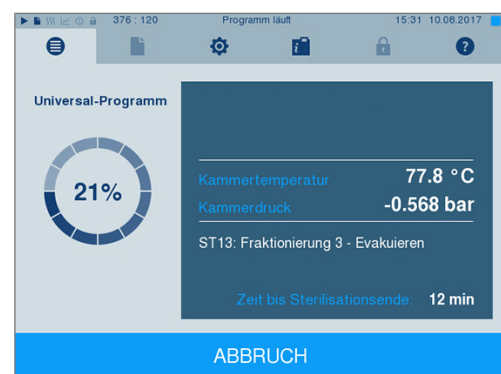 376 : 120 Programm läuft 15:31 10.08.2017
Universal-Programm
21%
Kammertemperatur 77.8 °C
Kammerdruck -0.568 bar
ST13: Fraktionierung 3 - Evakuieren
Zeit bis Sterilisationsende: 12 min
ABBRUCH